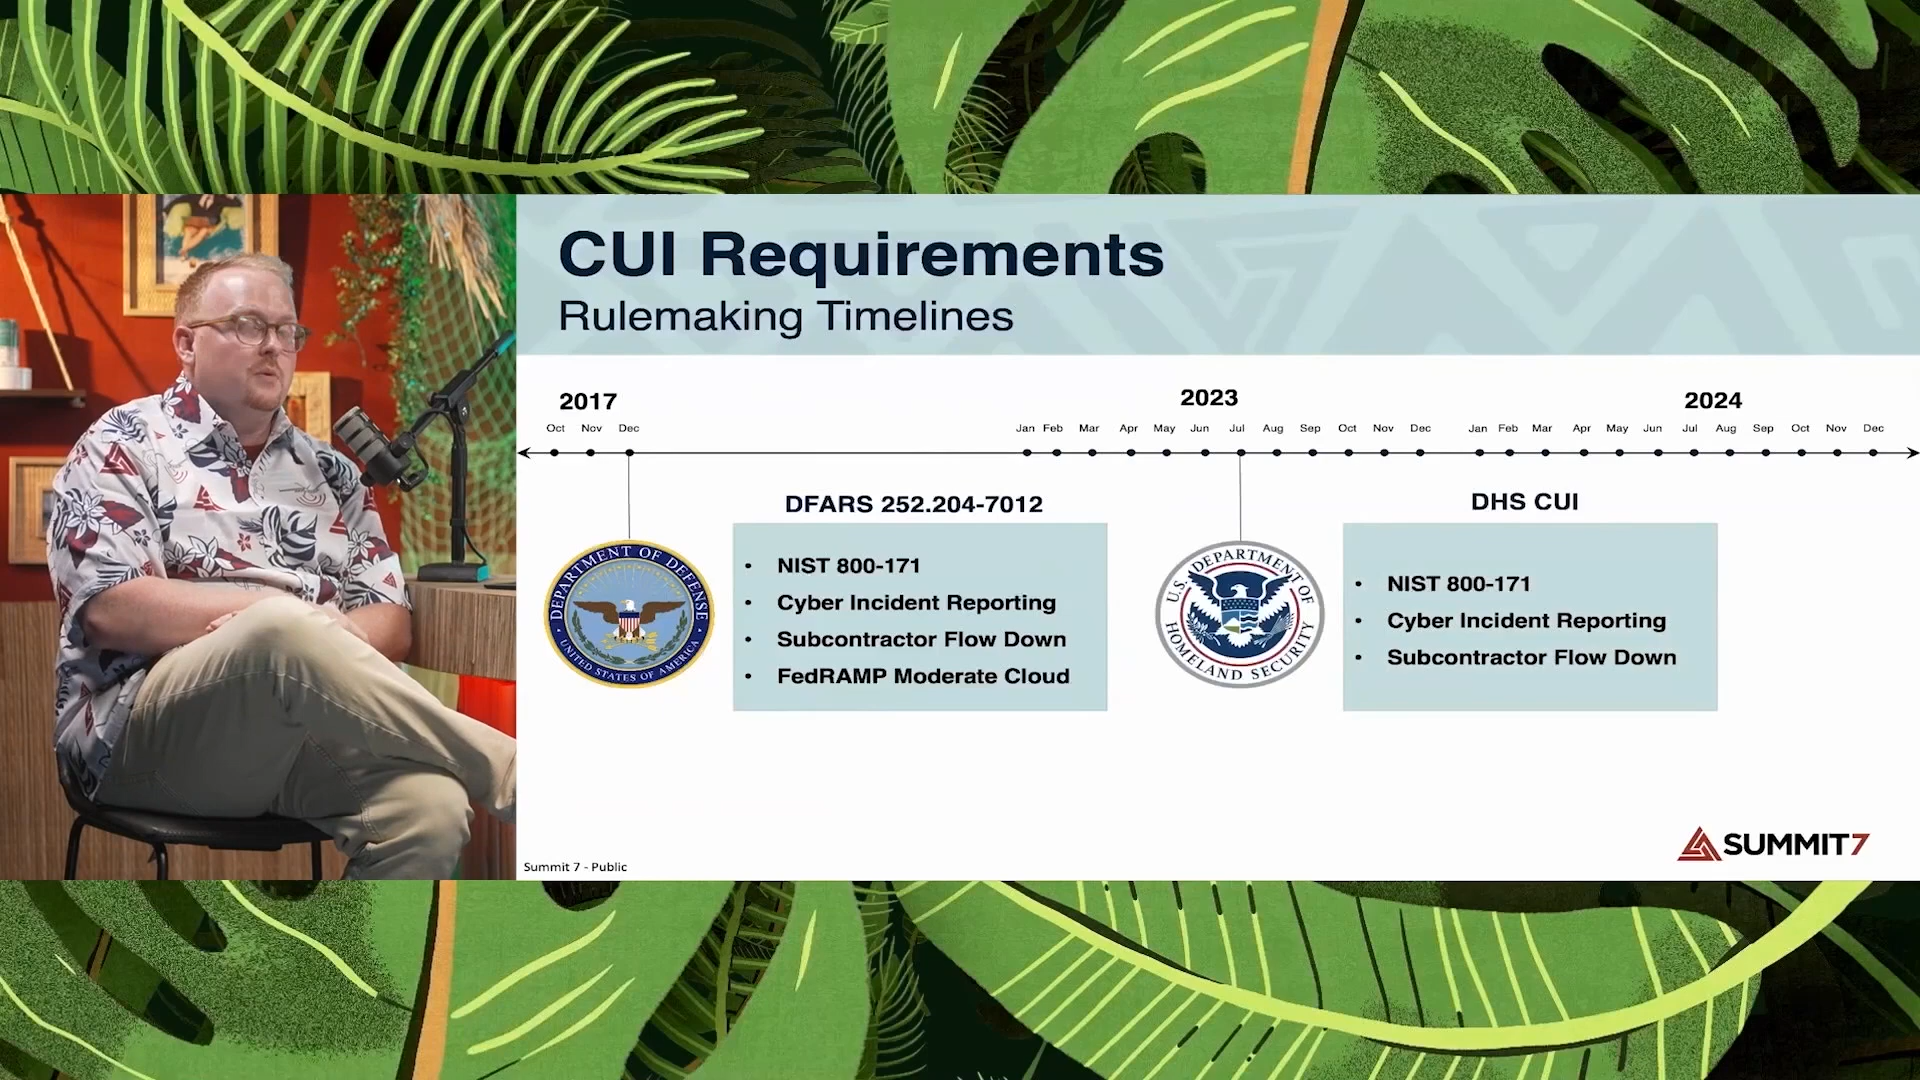 CUI Requirements
Rulemaking Timelines
2017
2023
2024
Oct Nov Dec
Jan Feb Mar Apr May Jun Jul Aug Sep Oct Nov Dec
Jan Feb Mar Apr May Jun Jul Aug Sep Oct Nov Dec
DEPARTMENT OF DEFENSE
UNITED STATES OF AMERICA
DFARS 252.204-7012
• NIST 800-171
• Cyber Incident Reporting
• Subcontractor Flow Down
• FedRAMP Moderate Cloud
U.S. DEPARTMENT OF
HOMELAND SECURITY
DHS CUI
• NIST 800-171
• Cyber Incident Reporting
• Subcontractor Flow Down
SUMMIT7
Summit 7 - Public